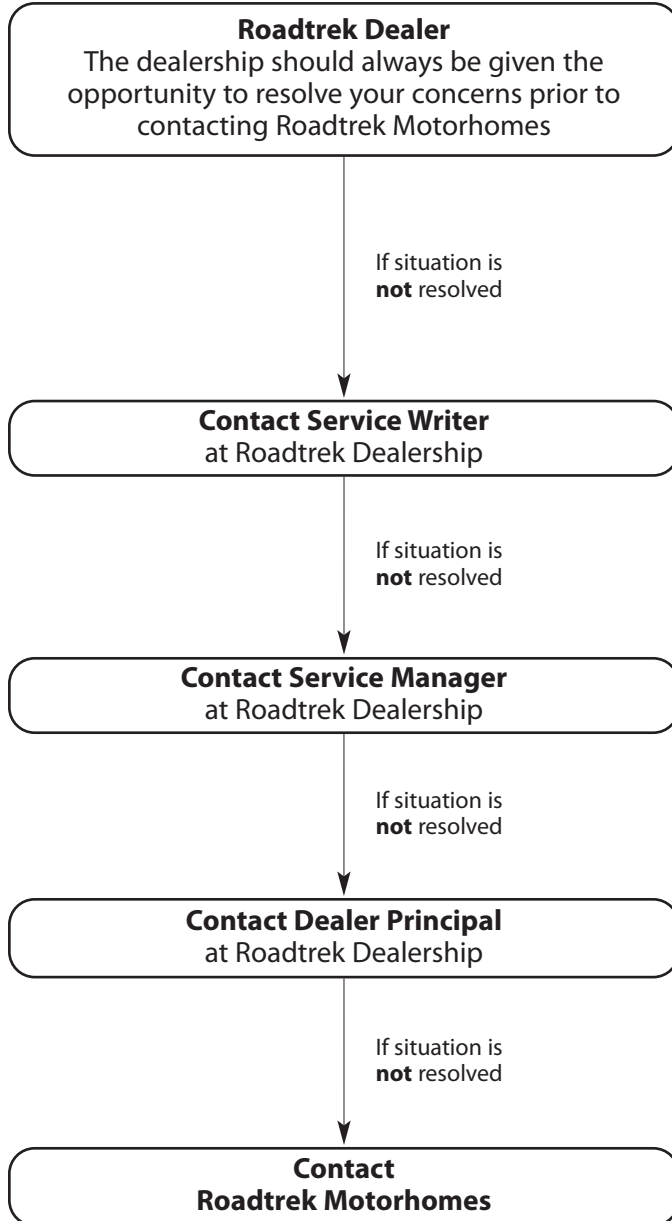 Roadtrek Dealer
The dealership should always be given the
opportunity to resolve your concerns prior to
contacting Roadtrek Motorhomes
If situation is
not resolved
Contact Service Writer
at Roadtrek Dealership
If situation is
not resolved
Contact Service Manager
at Roadtrek Dealership
If situation is
not resolved
Contact Dealer Principal
at Roadtrek Dealership
If situation is
not resolved
Contact
Roadtrek Motorhomes